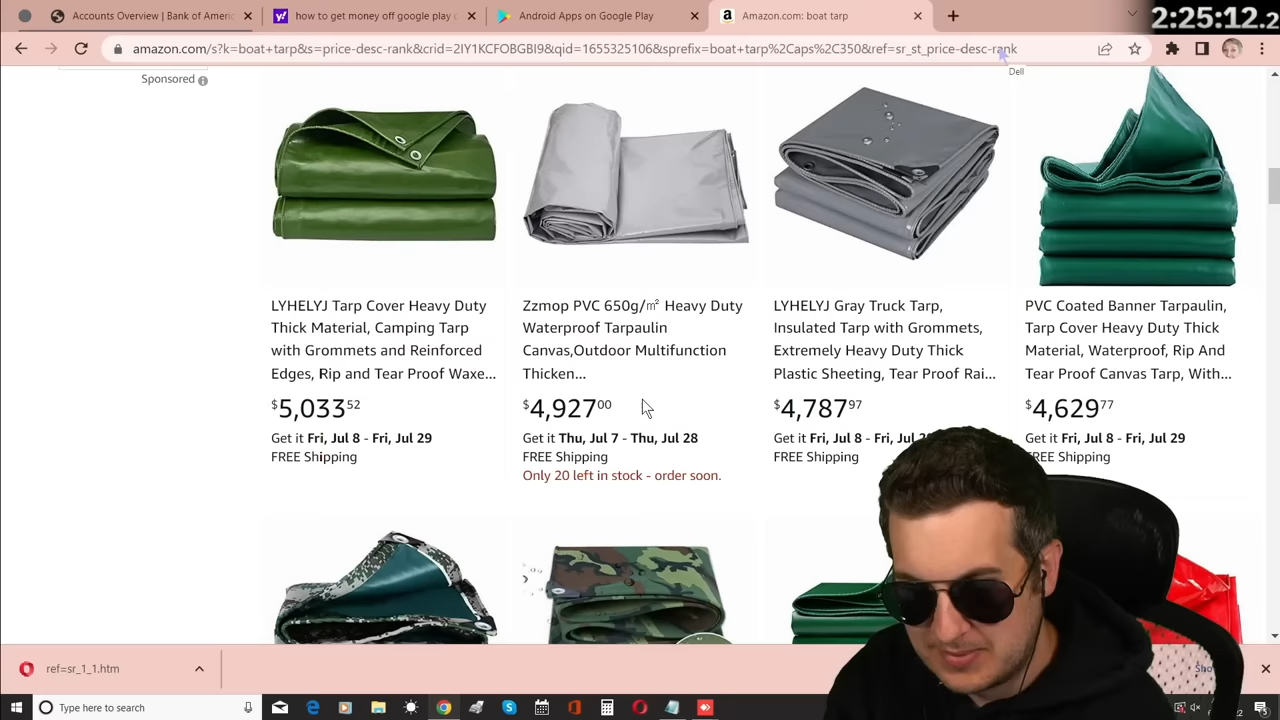 Accounts Overview | Bank of Americ
how to get money off google play c
Android Apps on Google Play
Amazon.com: boat tarp
2:25:12.2
amazon.com/s?k=boat+tarp&s=price-desc-rank&crid=2IY1KCFOBGBI9&qid=1655325106&sprefix=boat+tarp%2Caps%2C350&ref=sr_st_price-desc-rank
Dell
Sponsored
LYHELYJ Tarp Cover Heavy Duty
Thick Material, Camping Tarp
with Grommets and Reinforced
Edges, Rip and Tear Proof Waxe...
$5,033 52
Get it Fri, Jul 8 - Fri, Jul 29
FREE Shipping
Zzmop PVC 650g/㎡ Heavy Duty
Waterproof Tarpaulin
Canvas,Outdoor Multifunction
Thicken...
$4,927 00
Get it Thu, Jul 7 - Thu, Jul 28
FREE Shipping
Only 20 left in stock - order soon.
LYHELYJ Gray Truck Tarp,
Insulated Tarp with Grommets,
Extremely Heavy Duty Thick
Plastic Sheeting, Tear Proof Rai...
$4,787 97
Get it Fri, Jul 8 - Fri, Jul 29
FREE Shipping
PVC Coated Banner Tarpaulin,
Tarp Cover Heavy Duty Thick
Material, Waterproof, Rip And
Tear Proof Canvas Tarp, With...
$4,629 77
Get it Fri, Jul 8 - Fri, Jul 29
FREE Shipping
ref=sr_1_1.htm
Type here to search